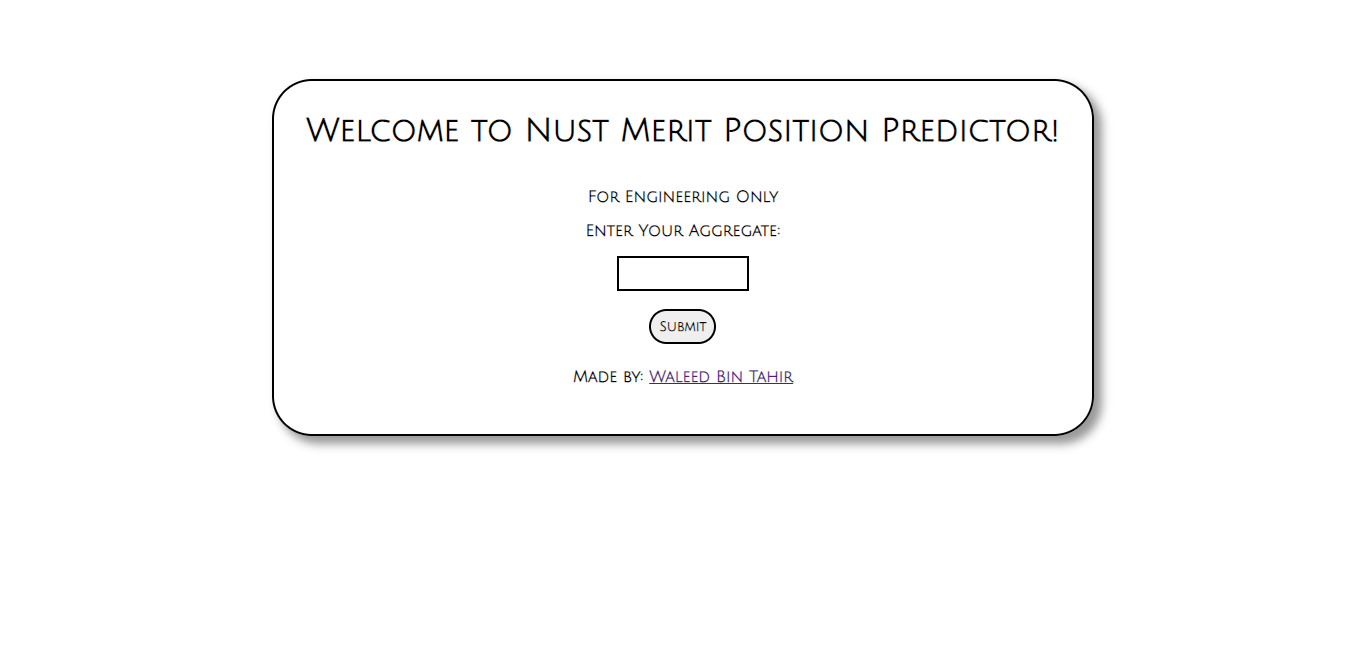 Welcome to Nust Merit Position Predictor!
For Engineering Only
Enter Your Aggregate:
Submit
Made by: Waleed Bin Tahir